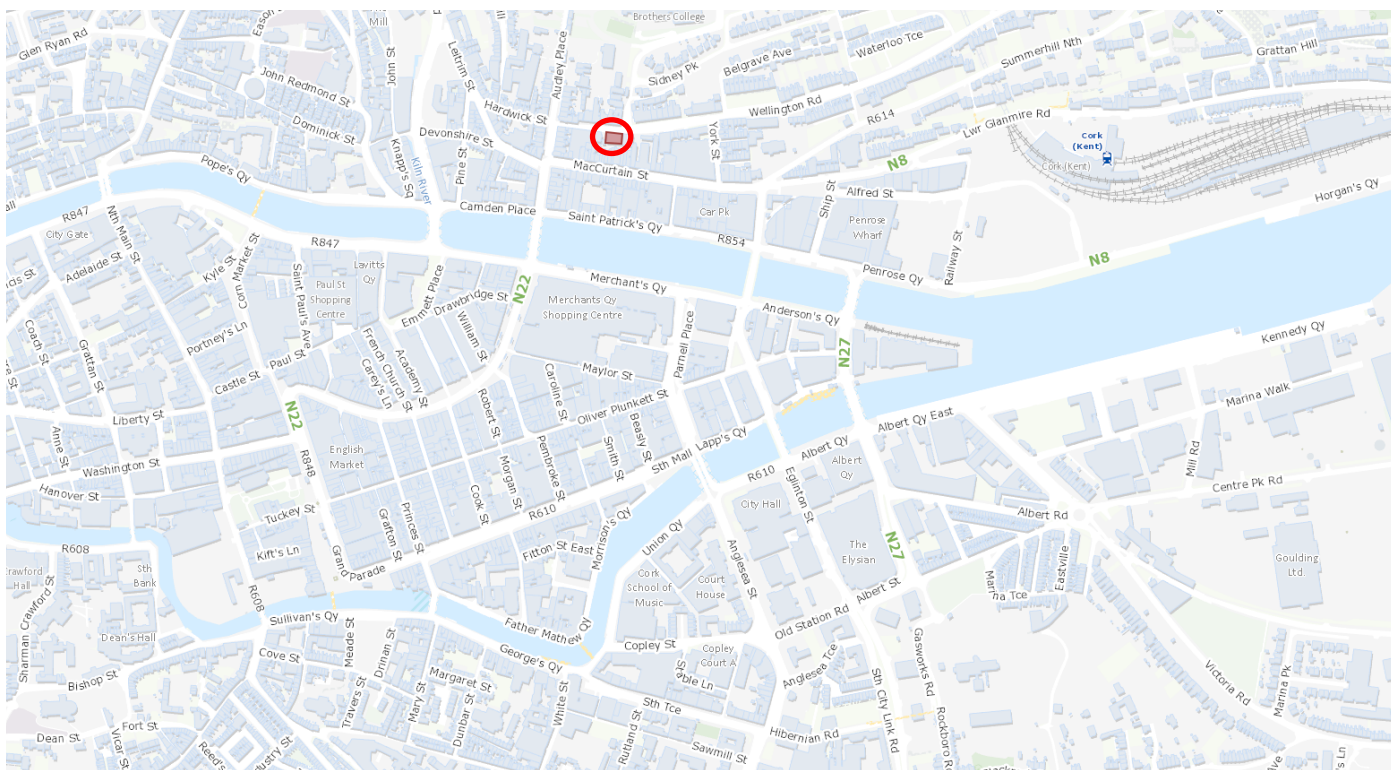 Brothers College
Glen Ryan Rd
Eason
Mill
John St
Leitrim St
Audley Place
Sidney Pk
Belgrave Ave
Waterloo Tce
Summerhill Nth
Grattan Hill
John Redmond St
Hardwick St
Wellington Rd
R614
Lwr Glanmire Rd
Cork
(Kent)
Cork (Kent)
Dominick St
Devonshire St
York St
Knapp's Sq
Kiln River
Pine St
MacCurtain St
N8
Pope's Qy
Alfred St
Ship St
Horgan's Qy
Camden Place
Saint Patrick's Qy
Car Pk
Penrose
Wharf
R847
City Gate
Nth Main St
R847
R854
Railway St
N8
Penrose Qy
Adelaide St
Kyle St
Corn Market St
Saint Paul's Ave
Lavitts
Qy
Paul St
Shopping
Centre
Emmett Place
Drawbridge St
N22
Merchant's Qy
Merchants Qy
Shopping Centre
Anderson's Qy
Kennedy Qy
Coach St
Grattan St
Portney's Ln
William St
Parnell Place
N27
Castle St
Paul St
French Church St
Carey's Ln
Academy St
Maylor St
Caroline St
Marina Walk
Liberty St
N22
Robert St
Oliver Plunkett St
Albert Qy East
Anne St
English
Market
Beasly St
Sth Mall
Lapp's Qy
Albert Qy
Mill Rd
Washington St
R848
Pembroke St
Smith St
R610
Albert
Qy
Hanover St
Morgan St
Cook St
Eglinton St
Centre Pk Rd
Tuckey St
Grafton St
Princes St
R610
Morrison's Qy
City Hall
Albert Rd
R608
Kift's Ln
Grand
Parade
Fitton St East
Union Qy
Anglesea St
The
Elysian
N27
Goulding
Ltd.
Crawford
Hall
Sth
Bank
R608
Cork
School of
Music
Court
House
Albert St
Eastville
Sharman Crawford St
Sullivan's Qy
Father Mathew Qy
Old Station Rd
Dean's Hall
Meade St
Drinan St
George's Qy
Copley St
Copley
Court A
Anglesea Tce
Gasworks Rd
Cove St
Bishop St
Margaret St
Stable Ln
Victoria Rd
Marina Pk
Travers St
Mary St
Dunbar St
White St
Sth Tce
Sth City Link Rd
Rockboro Rd
Fort St
Dean St
Vicar St
Reed's
Rutland St
Hibernian Rd
Sawmill St